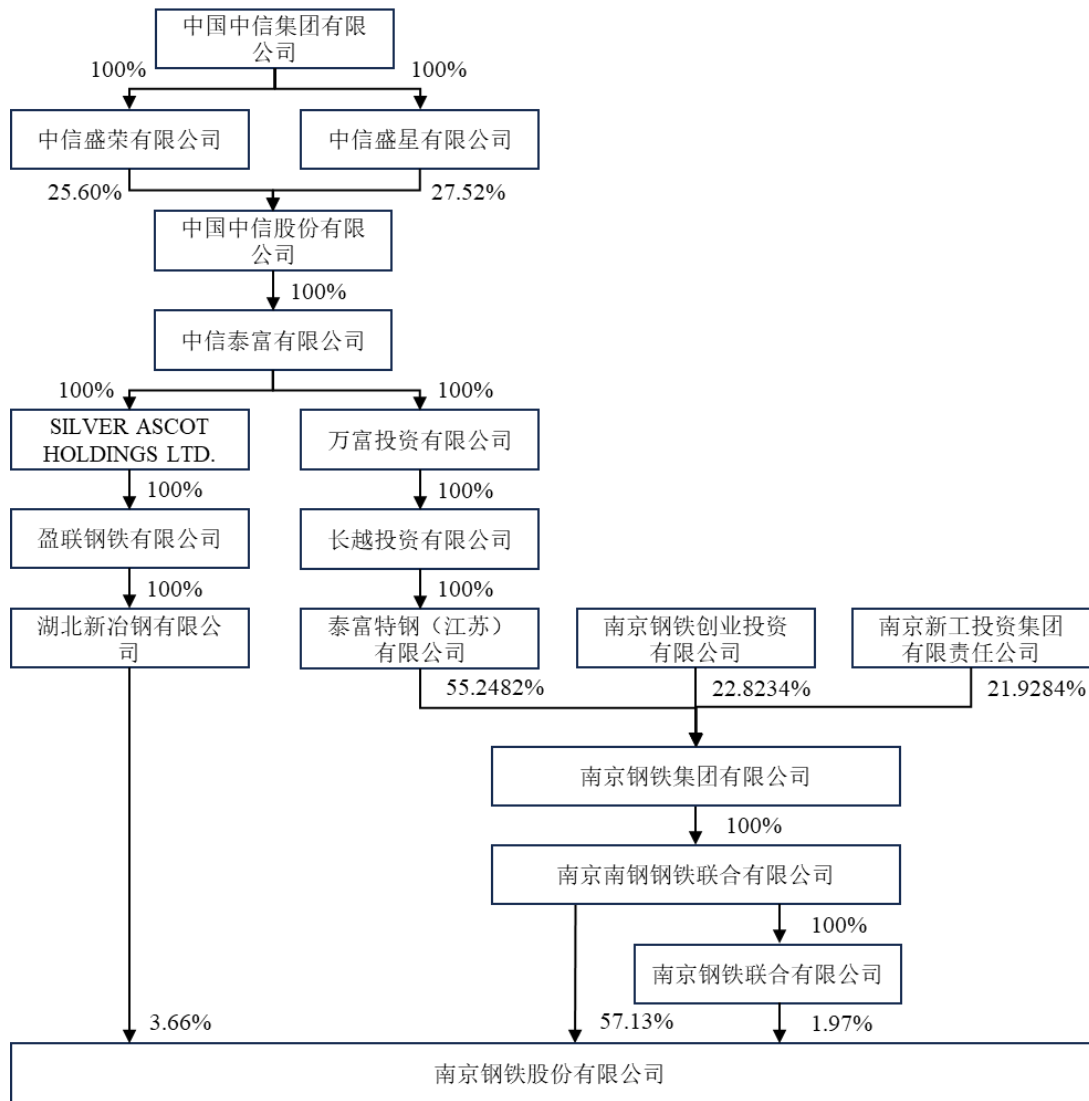 中国中信集团有限
公司
100%
100%
中信盛荣有限公司
中信盛星有限公司
25.60%
27.52%
中国中信股份有限
公司
100%
中信泰富有限公司
100%
100%
SILVER ASCOT
HOLDINGS LTD.
万富投资有限公司
100%
100%
盈联钢铁有限公司
长越投资有限公司
100%
100%
湖北新冶钢有限公
司
泰富特钢（江苏）
有限公司
南京钢铁创业投资
有限公司
南京新工投资集团
有限责任公司
55.2482%
22.8234%
21.9284%
南京钢铁集团有限公司
100%
南京南钢钢铁联合有限公司
100%
南京钢铁联合有限公司
3.66%
57.13%
1.97%
南京钢铁股份有限公司